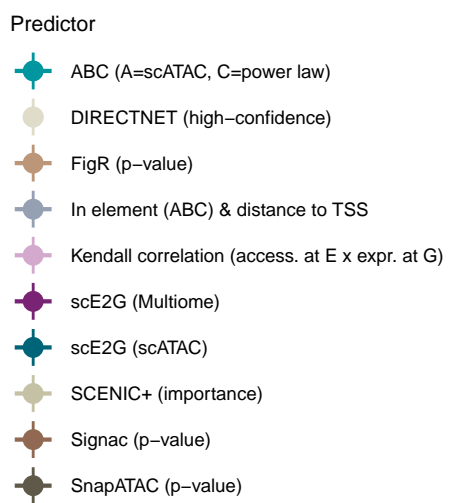 Predictor
ABC (A=scATAC, C=power law)
DIRECTNET (high−confidence)
FigR (p−value)
In element (ABC) & distance to TSS
Kendall correlation (access. at E x expr. at G)
scE2G (Multiome)
scE2G (scATAC)
SCENIC+ (importance)
Signac (p−value)
SnapATAC (p−value)